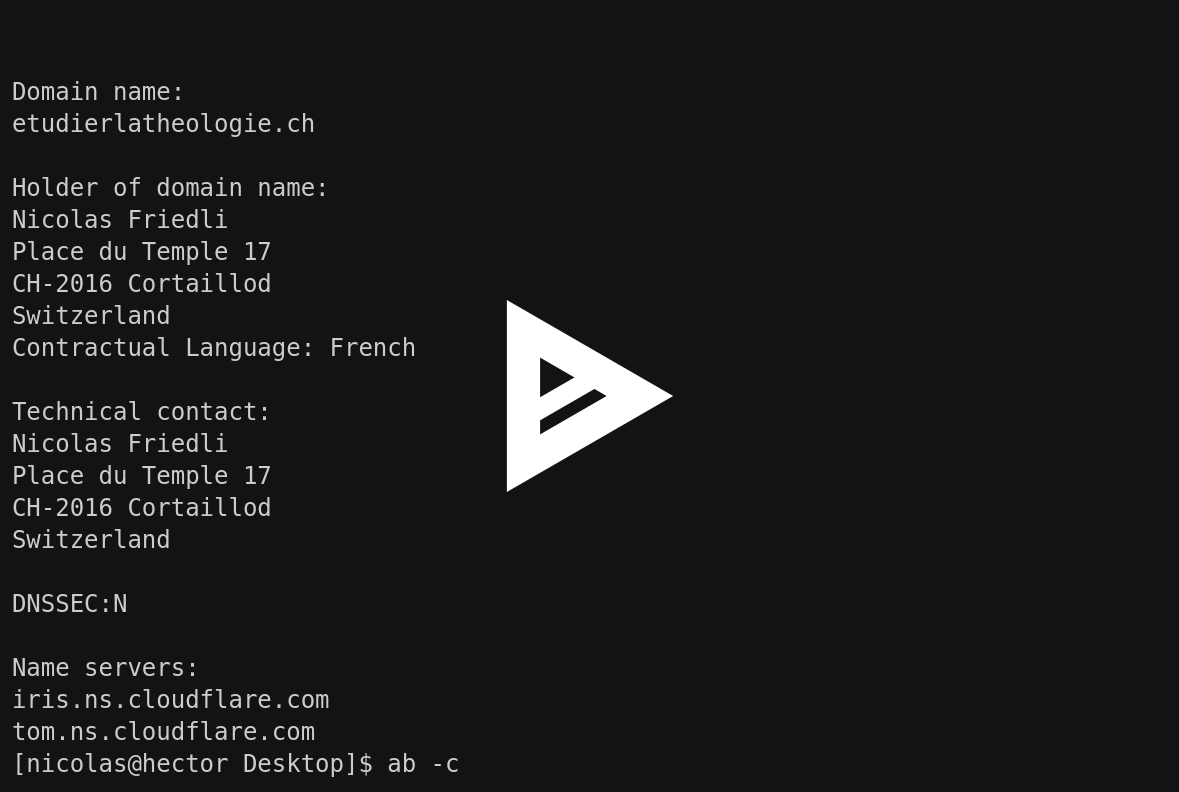 Domain name:
etudierlatheologie.ch
Holder of domain name:
Nicolas Friedli
Place du Temple 17
CH-2016 Cortaillod
Switzerland
Contractual Language: French
Technical contact:
Nicolas Friedli
Place du Temple 17
CH-2016 Cortaillod
Switzerland
DNSSEC:N
Name servers:
iris.ns.cloudflare.com
tom.ns.cloudflare.com
[nicolas@hector Desktop]$ ab -c